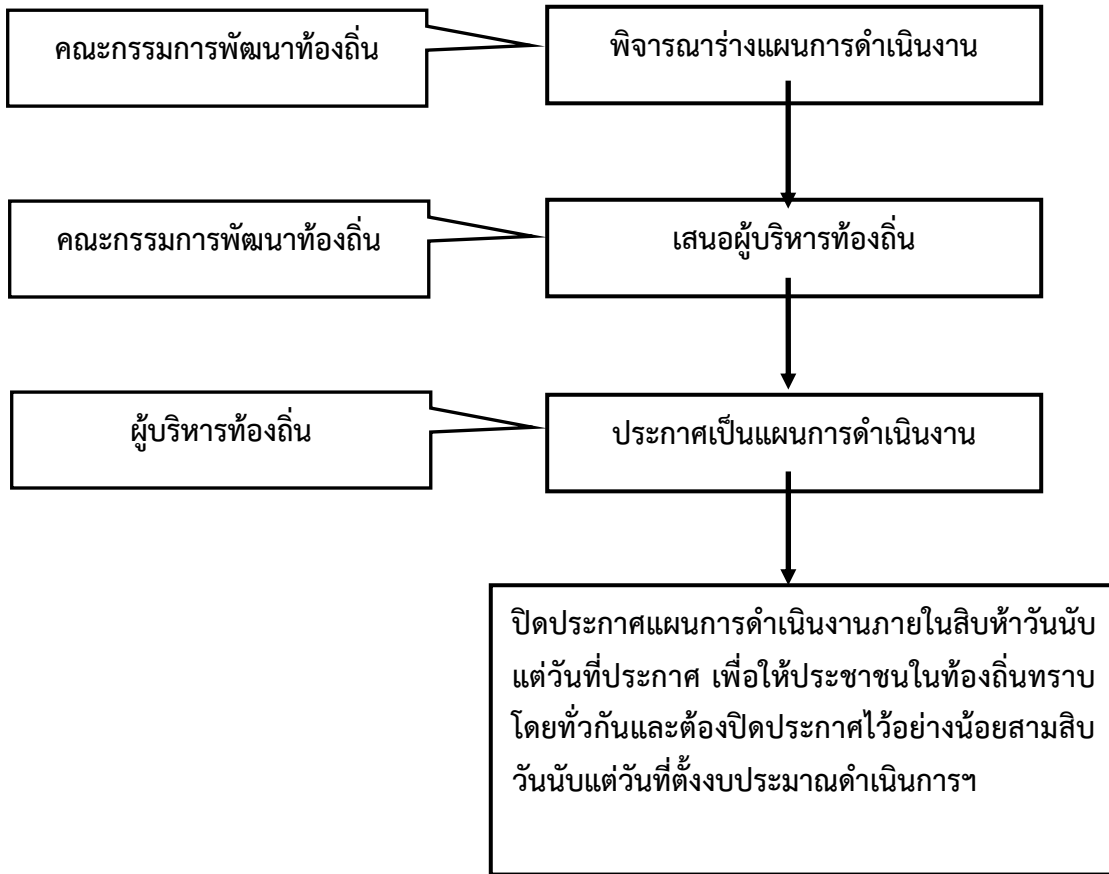 คณะกรรมการพัฒนาท้องถิ่น
พิจารณาร่างแผนการดำเนินงาน
คณะกรรมการพัฒนาท้องถิ่น
เสนอผู้บริหารท้องถิ่น
ผู้บริหารท้องถิ่น
ประกาศเป็นแผนการดำเนินงาน
ปิดประกาศแผนการดำเนินงานภายในสิบห้าวันนับ
แต่วันที่ประกาศ เพื่อให้ประชาชนในท้องถิ่นทราบ
โดยทั่วกันและต้องปิดประกาศไว้อย่างน้อยสามสิบ
วันนับแต่วันที่ตั้งงบประมาณดำเนินการฯ